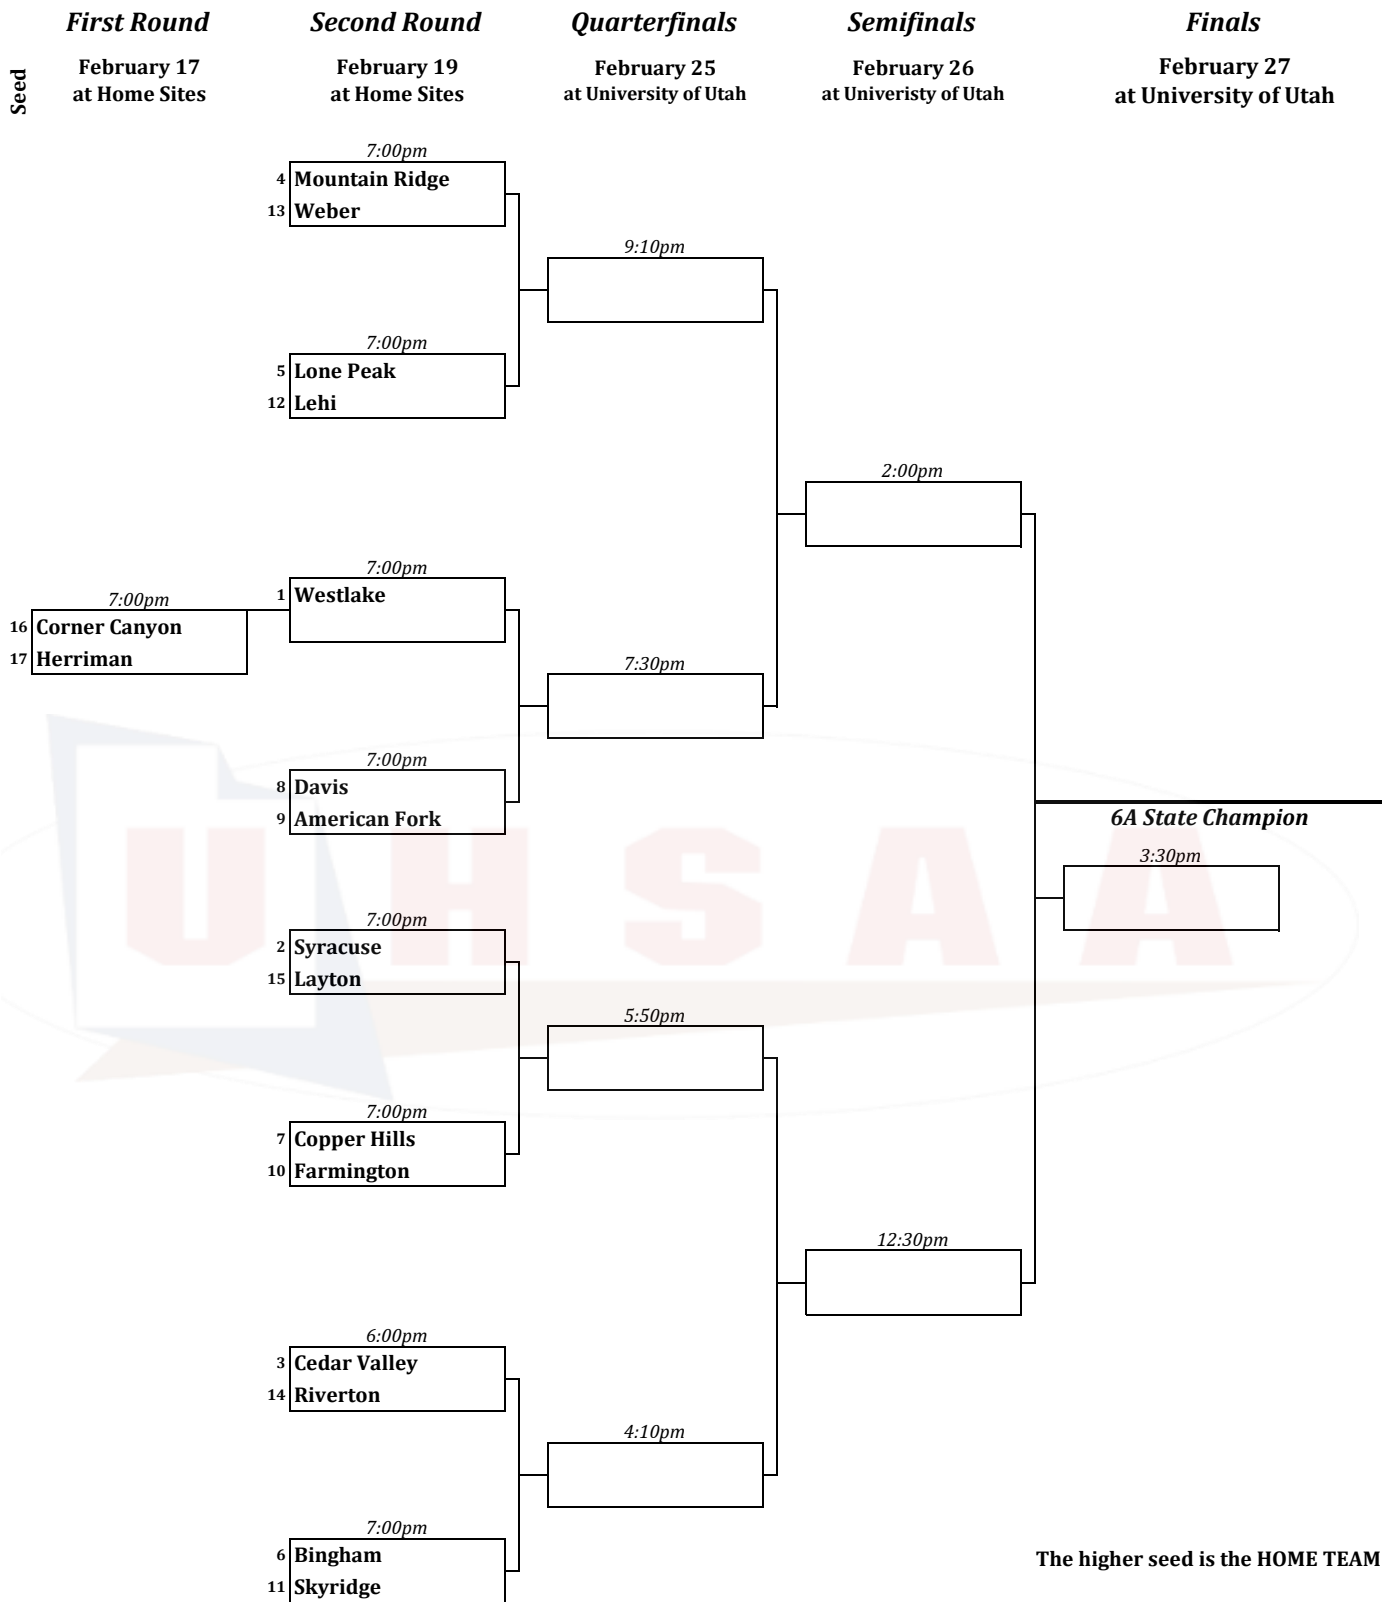 First Round Second Round Quarterfinals Semifinals Finals
Seed
February 17 February 19 February 25 February 26 February 27
at Home Sites at Home Sites at University of Utah at Univeristy of Utah at University of Utah
7:00pm
4 Mountain Ridge
13 Weber
9:10pm
7:00pm
5 Lone Peak
12 Lehi
2:00pm
7:00pm
1 Westlake
7:00pm
16 Corner Canyon
17 Herriman
7:30pm
7:00pm
8 Davis
9 American Fork
6A State Champion
3:30pm
UHSAA
7:00pm
2 Syracuse
15 Layton
5:50pm
7:00pm
7 Copper Hills
10 Farmington
12:30pm
6:00pm
3 Cedar Valley
14 Riverton
4:10pm
7:00pm
6 Bingham
11 Skyridge
The higher seed is the HOME TEAM